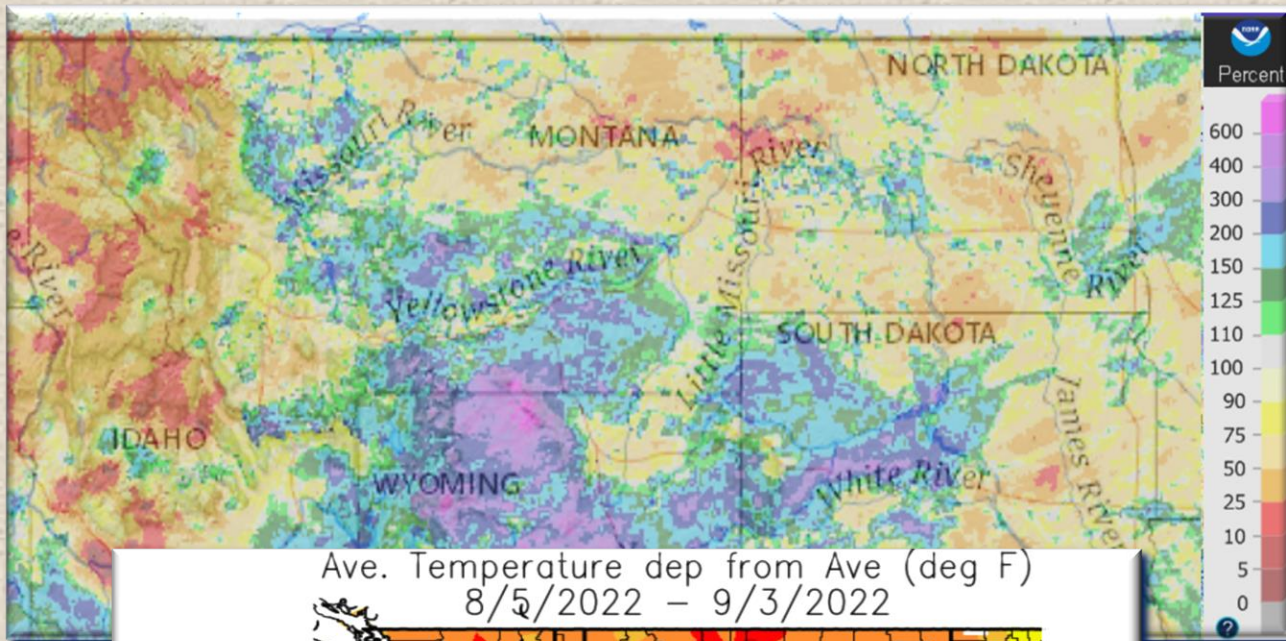 NOAA
Percent
NORTH DAKOTA
600
MONTANA
Missouri River
400
River
Sheyenne
300
200
Little Missouri
e River
Yellowstone River
River
150
125
SOUTH DAKOTA
110
100
90
IDAHO
James River
75
WYOMING
White River
50
25
10
Ave. Temperature dep from Ave (deg F)
5
8/5/2022 – 9/3/2022
0
?